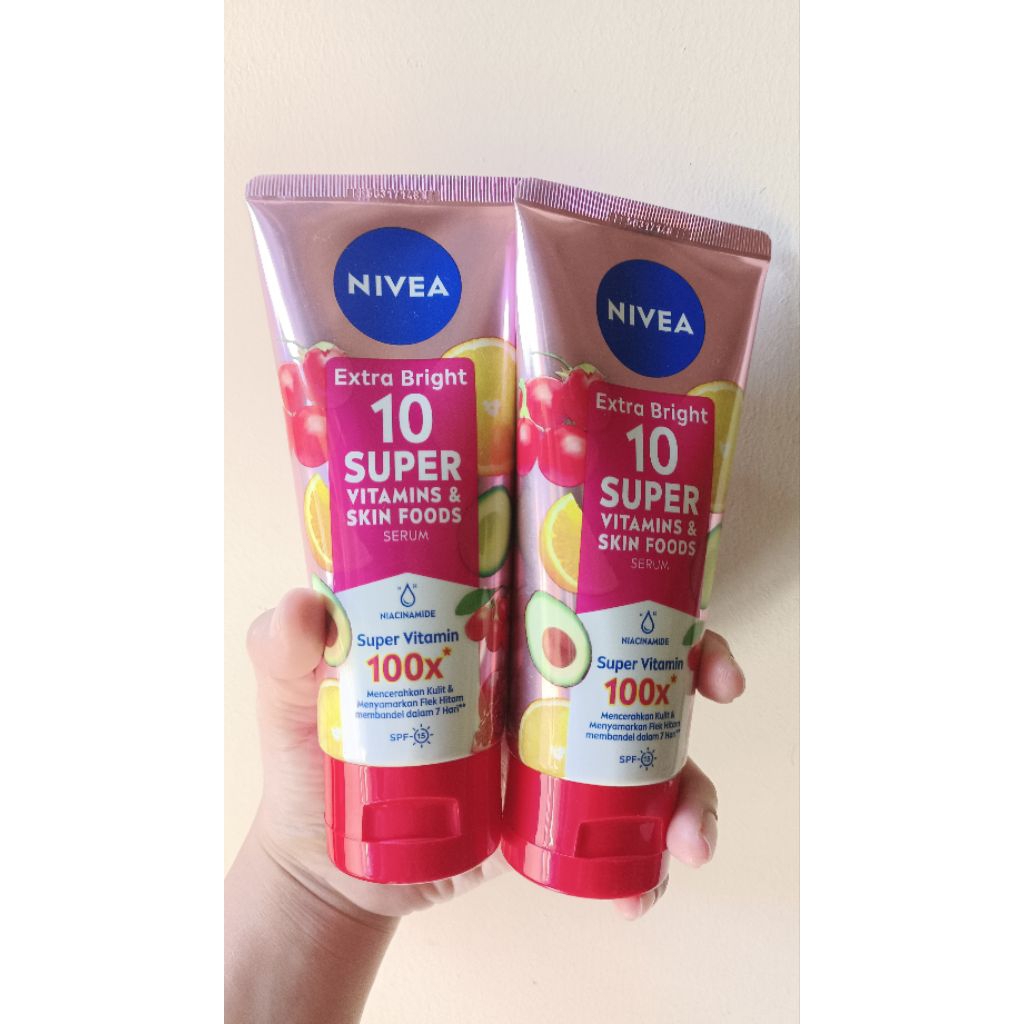 NIVEA
Extra Bright
10
SUPER
VITAMINS &
SKIN FOODS
SERUM
NIACINAMIDE
Super Vitamin
100x*
Mencerahkan Kulit &
Menyamarkan Flek Hitam
membandel dalam 7 Hari**
SPF 15
NIVEA
Extra Bright
10
SUPER
VITAMINS &
SKIN FOODS
SERUM
NIACINAMIDE
Super Vitamin
100x*
Mencerahkan Kulit &
Menyamarkan Flek Hitam
membandel dalam 7 Hari**
SPF 15